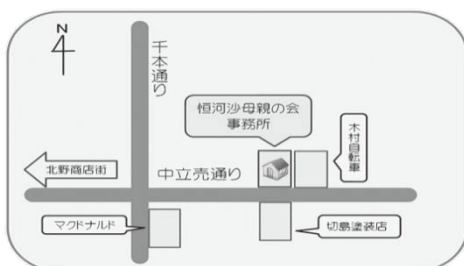 N
千本通り
恒河沙母親の会
事務所
木村自転車
北野商店街
中立売通り
マクドナルド
切島塗装店